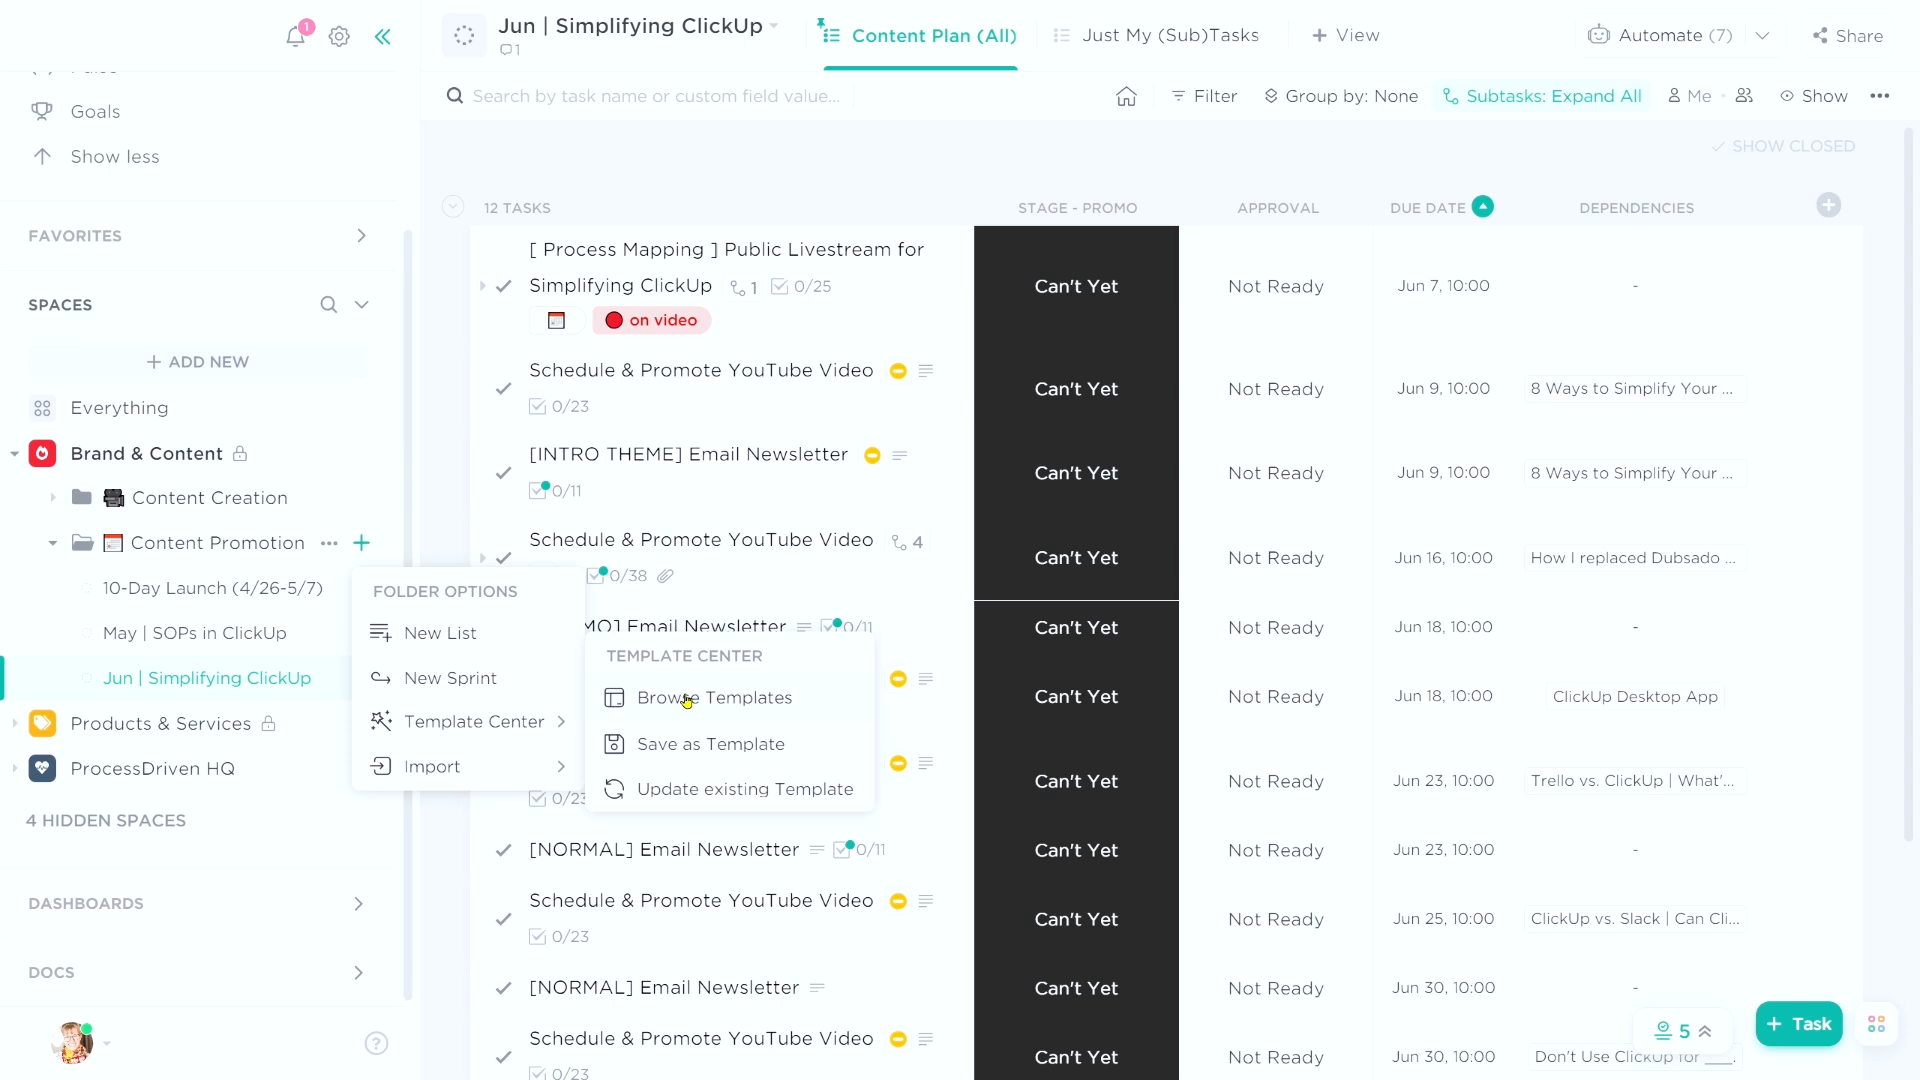 1
Goals
Show less
FAVORITES
SPACES
+ ADD NEW
Everything
Brand & Content
Content Creation
Content Promotion
10-Day Launch (4/26-5/7)
May | SOPs in ClickUp
Jun | Simplifying ClickUp
Products & Services
ProcessDriven HQ
4 HIDDEN SPACES
DASHBOARDS
DOCS
?
FOLDER OPTIONS
New List
New Sprint
Template Center
Import
TEMPLATE CENTER
Browse Templates
Save as Template
Update existing Template
Jun | Simplifying ClickUp
1
Content Plan (All)
Just My (Sub)Tasks
+ View
Automate (7)
Share
Search by task name or custom field value...
Filter
Group by: None
Subtasks: Expand All
Me
Show
SHOW CLOSED
12 TASKS STAGE - PROMO APPROVAL DUE DATE DEPENDENCIES
[ Process Mapping ] Public Livestream for
Simplifying ClickUp 1 0/25 Can't Yet Not Ready Jun 7, 10:00 -
on video
Schedule & Promote YouTube Video
Can't Yet Not Ready Jun 9, 10:00 8 Ways to Simplify Your ...
0/23
[INTRO THEME] Email Newsletter
Can't Yet Not Ready Jun 9, 10:00 8 Ways to Simplify Your ...
0/11
Schedule & Promote YouTube Video 4
Can't Yet Not Ready Jun 16, 10:00 How I replaced Dubsado ...
0/38
MO] Email Newsletter 0/11 Can't Yet Not Ready Jun 18, 10:00 -
Can't Yet Not Ready Jun 18, 10:00 ClickUp Desktop App
Can't Yet Not Ready Jun 23, 10:00 Trello vs. ClickUp | What'...
0/23
[NORMAL] Email Newsletter 0/11 Can't Yet Not Ready Jun 23, 10:00 -
Schedule & Promote YouTube Video
Can't Yet Not Ready Jun 25, 10:00 ClickUp vs. Slack | Can Cli...
0/23
[NORMAL] Email Newsletter Can't Yet Not Ready Jun 30, 10:00 -
Schedule & Promote YouTube Video
Can't Yet Not Ready Jun 30, 10:00 Don't Use ClickUp for ___.
0/23
5
+ Task